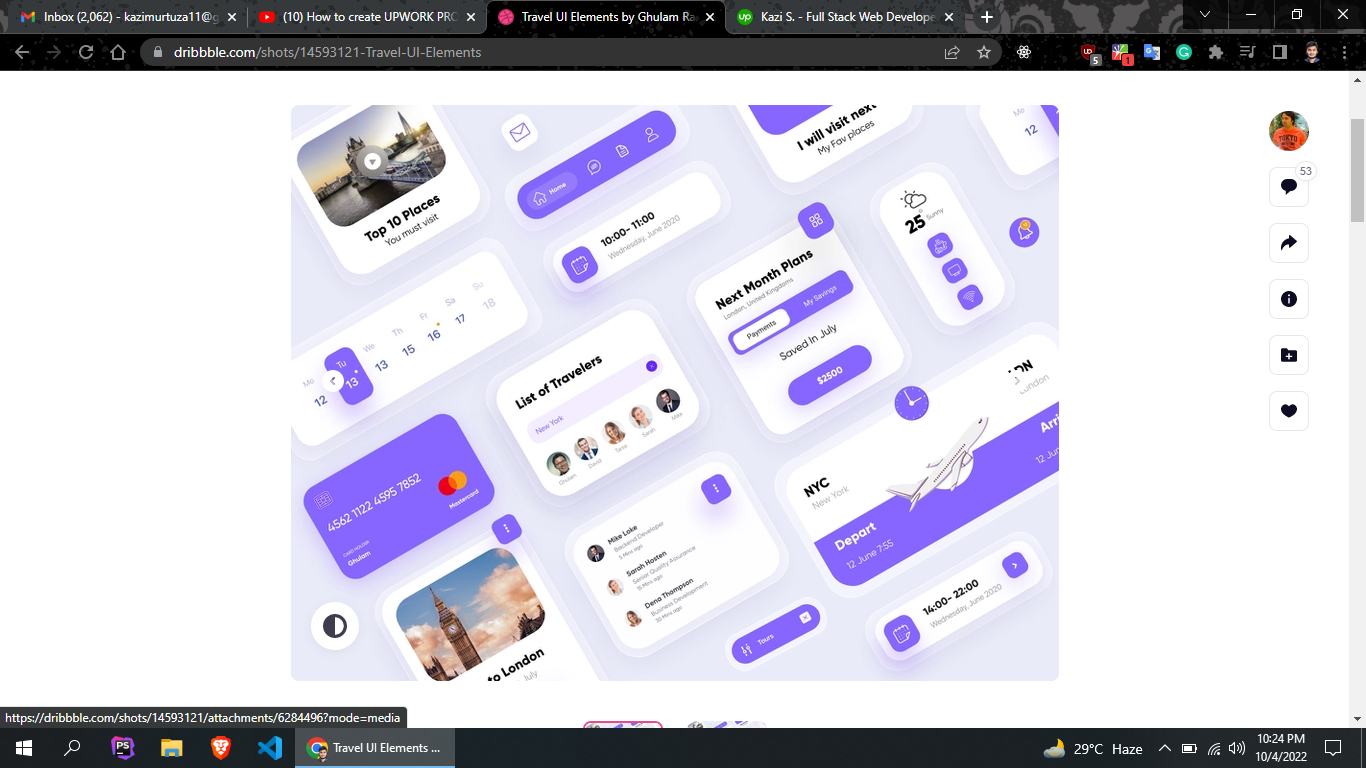 Inbox (2,062) - kazimurtuza11@g
(10) How to create UPWORK PRO
Travel UI Elements by Ghulam Ra
up
Kazi S. - Full Stack Web Develope
dribbble.com/shots/14593121-Travel-UI-Elements
5
1
53
Top 10 Places
You must visit
Home
10:00- 11:00
Wednesday, June 2020
I will visit next
My Fav places
Mo
12
25
°
Sunny
Next Month Plans
London, United Kingdoms
Payments
My Savings
Saved In July
$2500
Mo Tu We Th Fr Sa Su
12 13 13 15 16 17 18
List of Travelers
New York
Ghulam
David
Tania
Sarah
Mike
4562 1122 4595 7852
CARD HOLDER
Ghulam
Mastercard
Mike Lake
Backend Developer
5 Mins ago
Sarah Hosten
Senior Quality Assurance
15 Mins ago
Dena Thompson
Business Development
30 Mins ago
NYC
New York
Depart
12 June 7:55
DN
London
Arri
12 Ju
14:00- 22:00
Wednesday, June 2020
Tours
to London
July
TOKYO
https://dribbble.com/shots/14593121/attachments/6284496?mode=media
PS
Travel UI Elements ...
29°C Haze
10:24 PM
10/4/2022